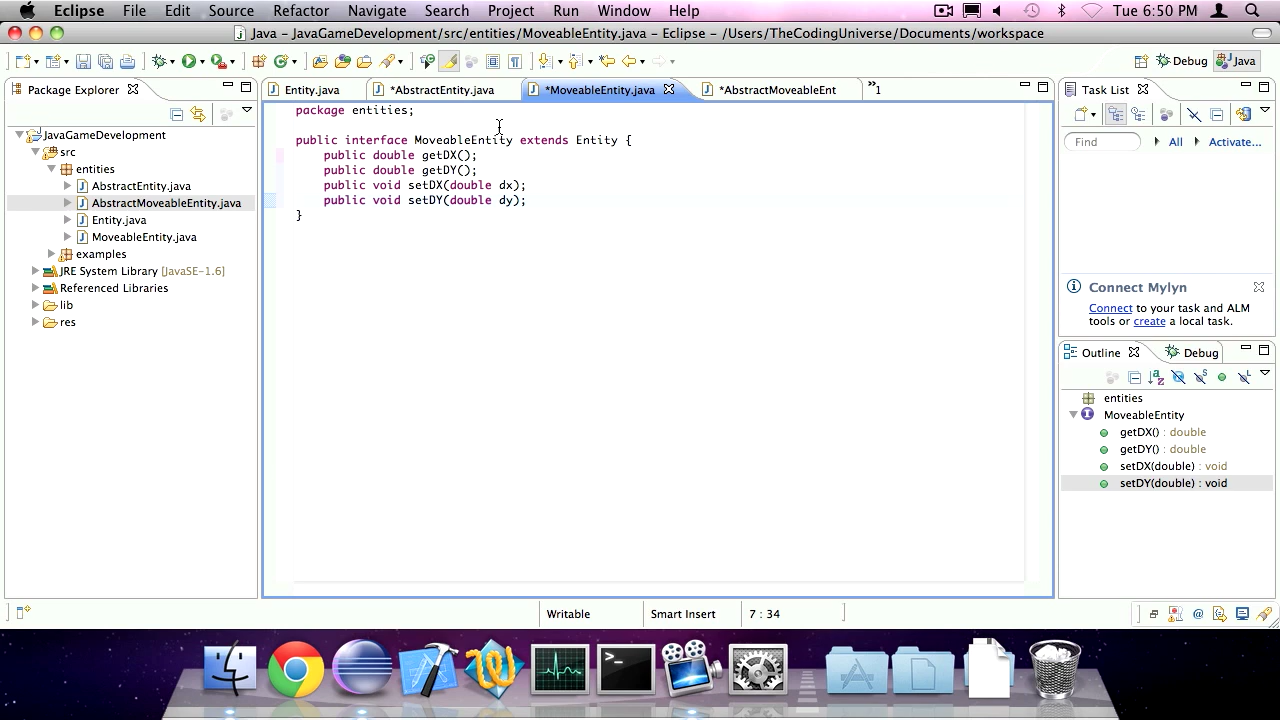 Eclipse File Edit Source Refactor Navigate Search Project Run Window Help Tue 6:50 PM
Java – JavaGameDevelopment/src/entities/MoveableEntity.java – Eclipse – /Users/TheCodingUniverse/Documents/workspace
Debug Java
Package Explorer
JavaGameDevelopment
src
entities
AbstractEntity.java
AbstractMoveableEntity.java
Entity.java
MoveableEntity.java
examples
JRE System Library [JavaSE-1.6]
Referenced Libraries
lib
res
Entity.java *AbstractEntity.java *MoveableEntity.java *AbstractMoveableEnt »1
package entities;
public interface MoveableEntity extends Entity {
public double getDX();
public double getDY();
public void setDX(double dx);
public void setDY(double dy);
}
Task List
Find All Activate...
Connect Mylyn
Connect to your task and ALM
tools or create a local task.
Outline Debug
entities
MoveableEntity
getDX() : double
getDY() : double
setDX(double) : void
setDY(double) : void
Writable Smart Insert 7 : 34